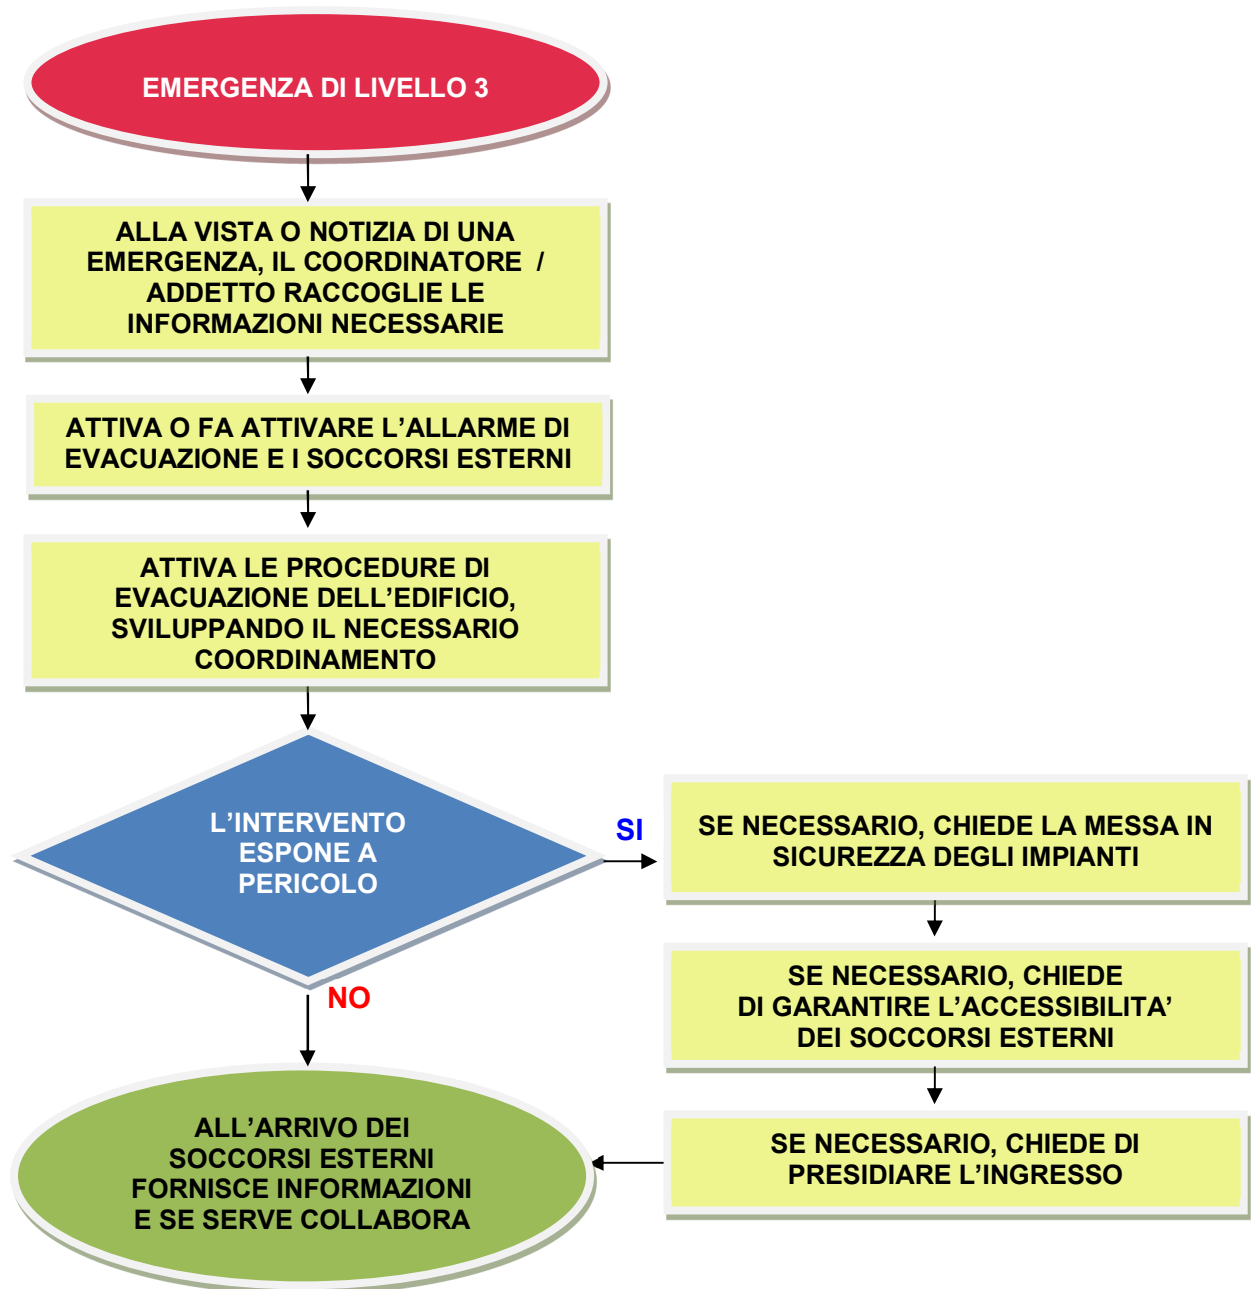 EMERGENZA DI LIVELLO 3
ALLA VISTA O NOTIZIA DI UNA
EMERGENZA, IL COORDINATORE /
ADDETTO RACCOGLIE LE
INFORMAZIONI NECESSARIE
ATTIVA O FA ATTIVARE L’ALLARME DI
EVACUAZIONE E I SOCCORSI ESTERNI
ATTIVA LE PROCEDURE DI
EVACUAZIONE DELL’EDIFICIO,
SVILUPPANDO IL NECESSARIO
COORDINAMENTO
L’INTERVENTO
ESPONE A
PERICOLO
SI
SE NECESSARIO, CHIEDE LA MESSA IN
SICUREZZA DEGLI IMPIANTI
SE NECESSARIO, CHIEDE
DI GARANTIRE L’ACCESSIBILITA’
DEI SOCCORSI ESTERNI
SE NECESSARIO, CHIEDE DI
PRESIDIARE L’INGRESSO
NO
ALL’ARRIVO DEI
SOCCORSI ESTERNI
FORNISCE INFORMAZIONI
E SE SERVE COLLABORA